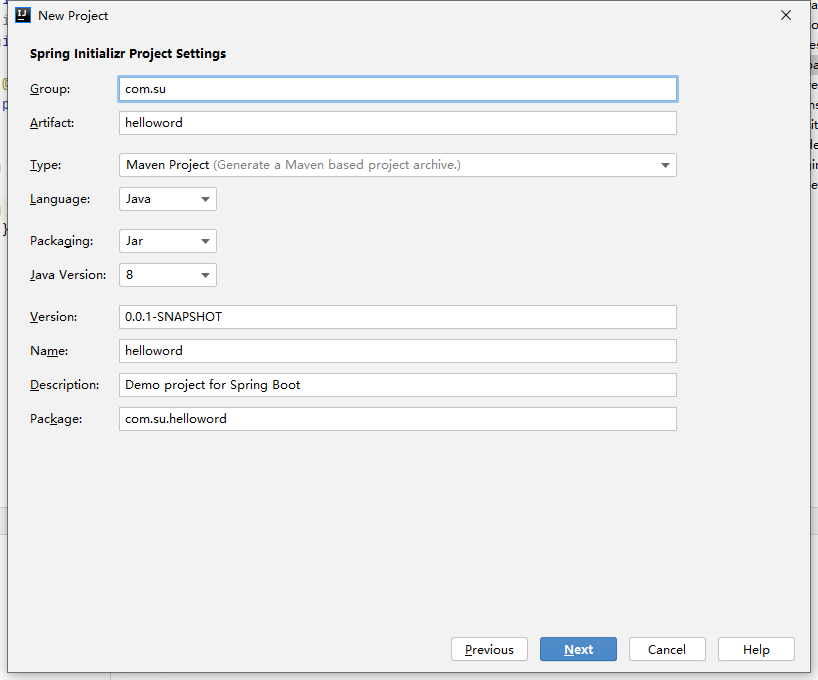 New Project
Spring Initializr Project Settings
Group: com.su
Artifact: helloword
Type: Maven Project (Generate a Maven based project archive.)
Language: Java
Packaging: Jar
Java Version: 8
Version: 0.0.1-SNAPSHOT
Name: helloword
Description: Demo project for Spring Boot
Package: com.su.helloword
Previous Next Cancel Help